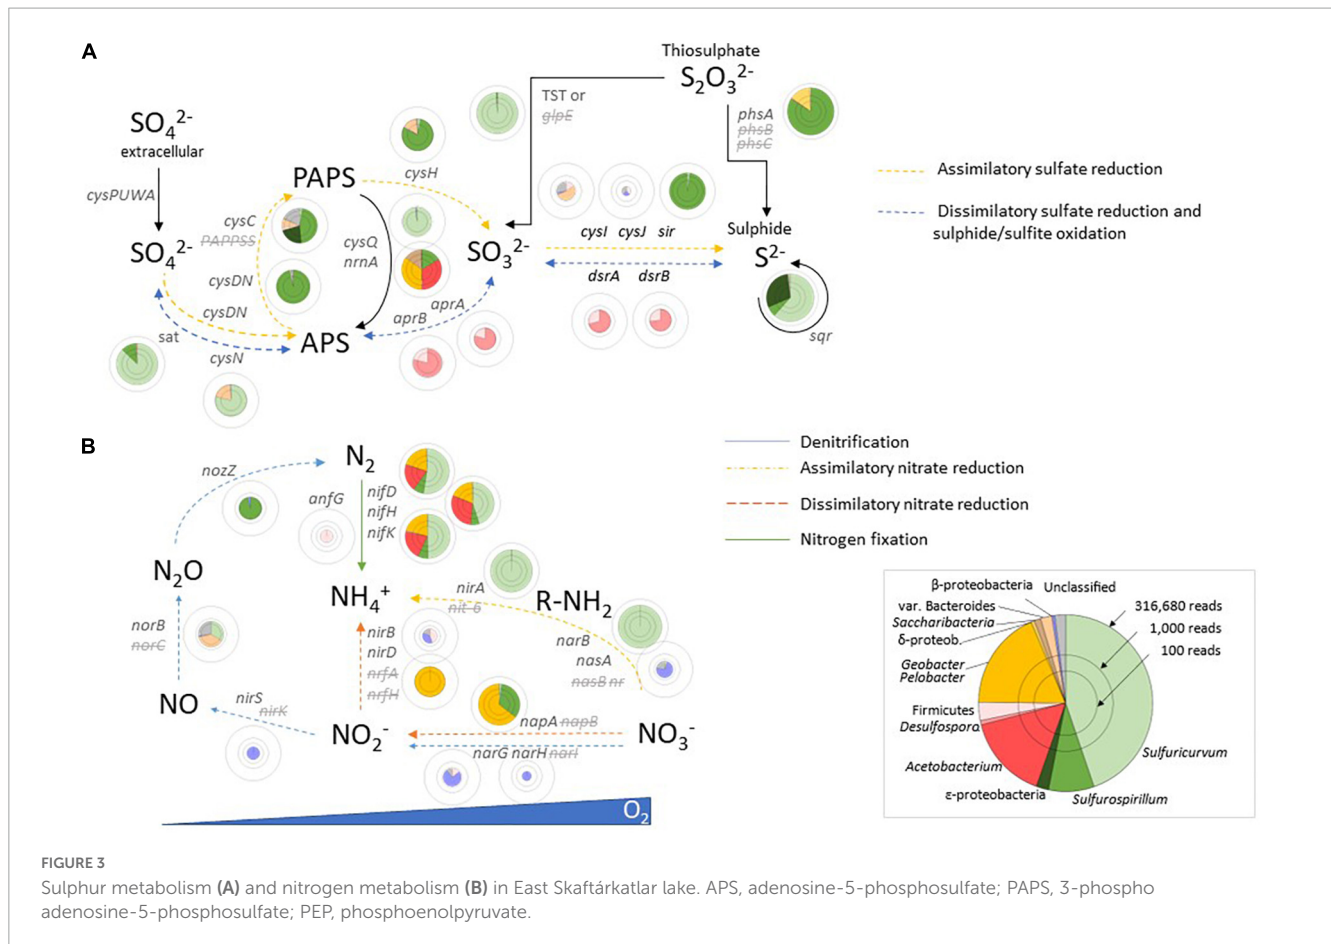 A
Thiosulphate
S₂O₃²⁻
TST or
glpE
phsA
phsB
phsC
SO₄²⁻
extracellular
cysPUWA
PAPS
cysH
cysC
PAPPSS
cysQ
nrnA
SO₄²⁻
SO₃²⁻
cysI cysJ sir
Sulphide
S²⁻
cysDN
dsrA dsrB
cysDN
aprA
aprB
sat
APS
cysN
sqr
Assimilatory sulfate reduction
Dissimilatory sulfate reduction and
sulphide/sulfite oxidation
B
N₂
nozZ
anfG
nifD
nifH
nifK
N₂O
NH₄⁺
nirA
nit-6
R-NH₂
norB
norC
nirB
nirD
nrfA
nrfH
narB
nasA
nasB nr
NO
nirS
nirK
NO₂⁻
napA napB
NO₃⁻
narG narH narI
O₂
Denitrification
Assimilatory nitrate reduction
Dissimilatory nitrate reduction
Nitrogen fixation
β-proteobacteria
Unclassified
var. Bacteroides
Saccharibacteria
δ-proteob.
Geobacter
Pelobacter
Firmicutes
Desulfospora
Acetobacterium
ε-proteobacteria
Sulfurospirillum
Sulfuricurvum
316,680 reads
1,000 reads
100 reads
FIGURE 3
Sulphur metabolism (A) and nitrogen metabolism (B) in East Skaftárkatlar lake. APS, adenosine-5-phosphosulfate; PAPS, 3-phospho
adenosine-5-phosphosulfate; PEP, phosphoenolpyruvate.